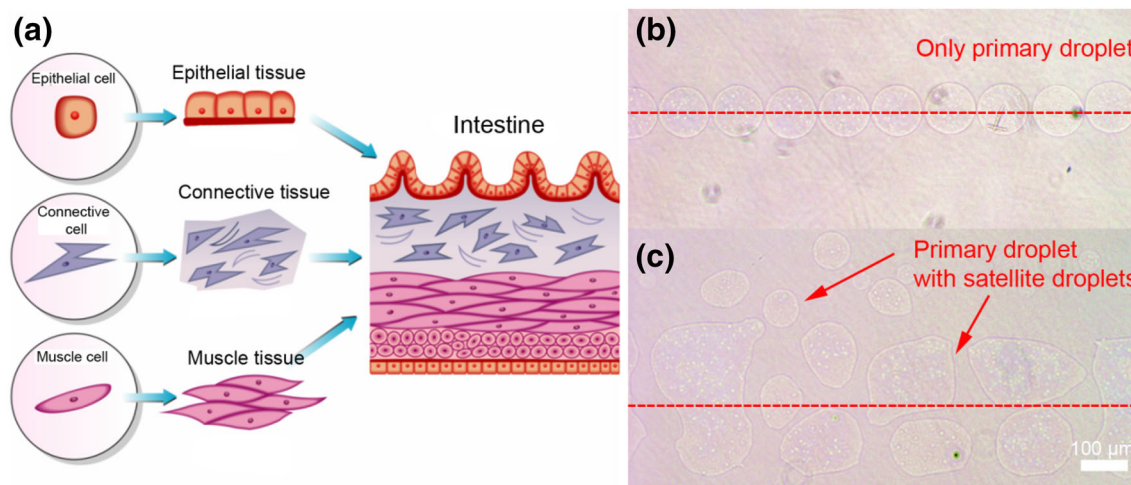 (a)
Epithelial cell
Epithelial tissue
Connective
cell
Connective tissue
Muscle cell
Muscle tissue
Intestine
(b)
Only primary droplet
(c)
Primary droplet
with satellite droplets
100 µm